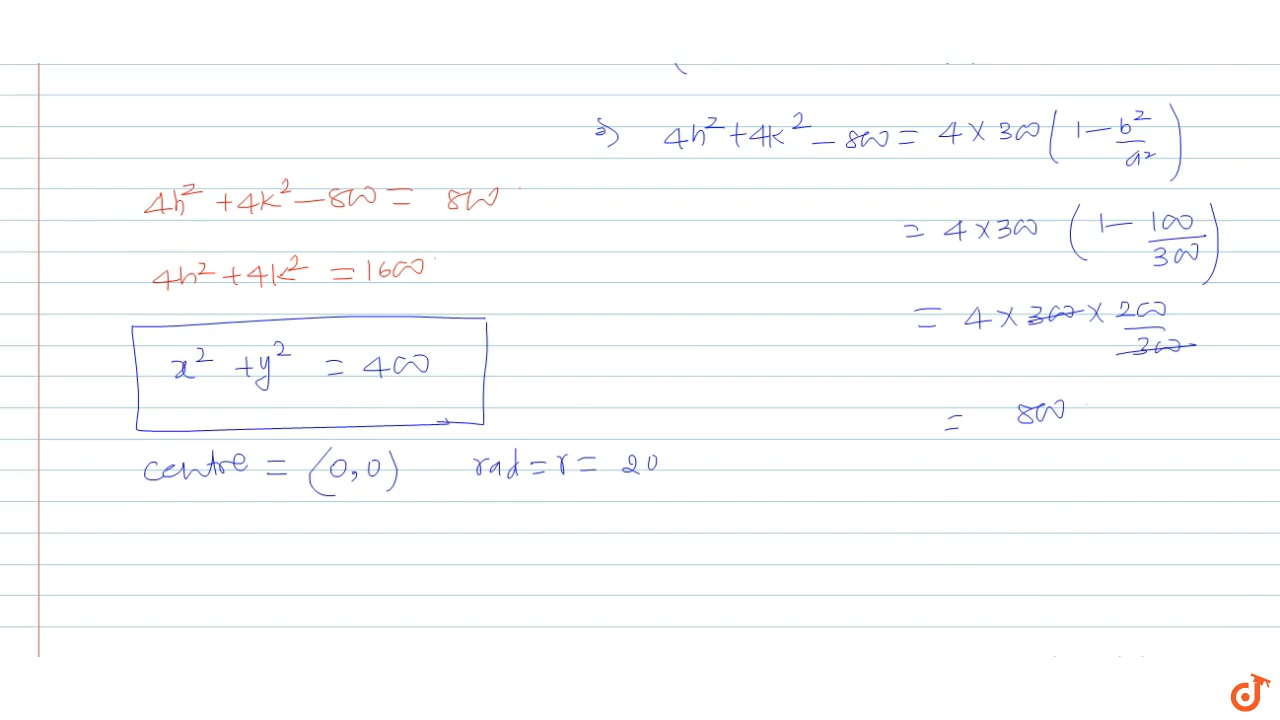 ⇒) 4h² + 4k² - 800 = 4 × 300 (1 - b²/a²)
= 4 × 300 (1 - 100/300)
= 4 × 300 × 200/300
= 800
4h² + 4k² - 800 = 800
4h² + 4k² = 1600
x² + y² = 400
centre = (0,0) rad = r = 20